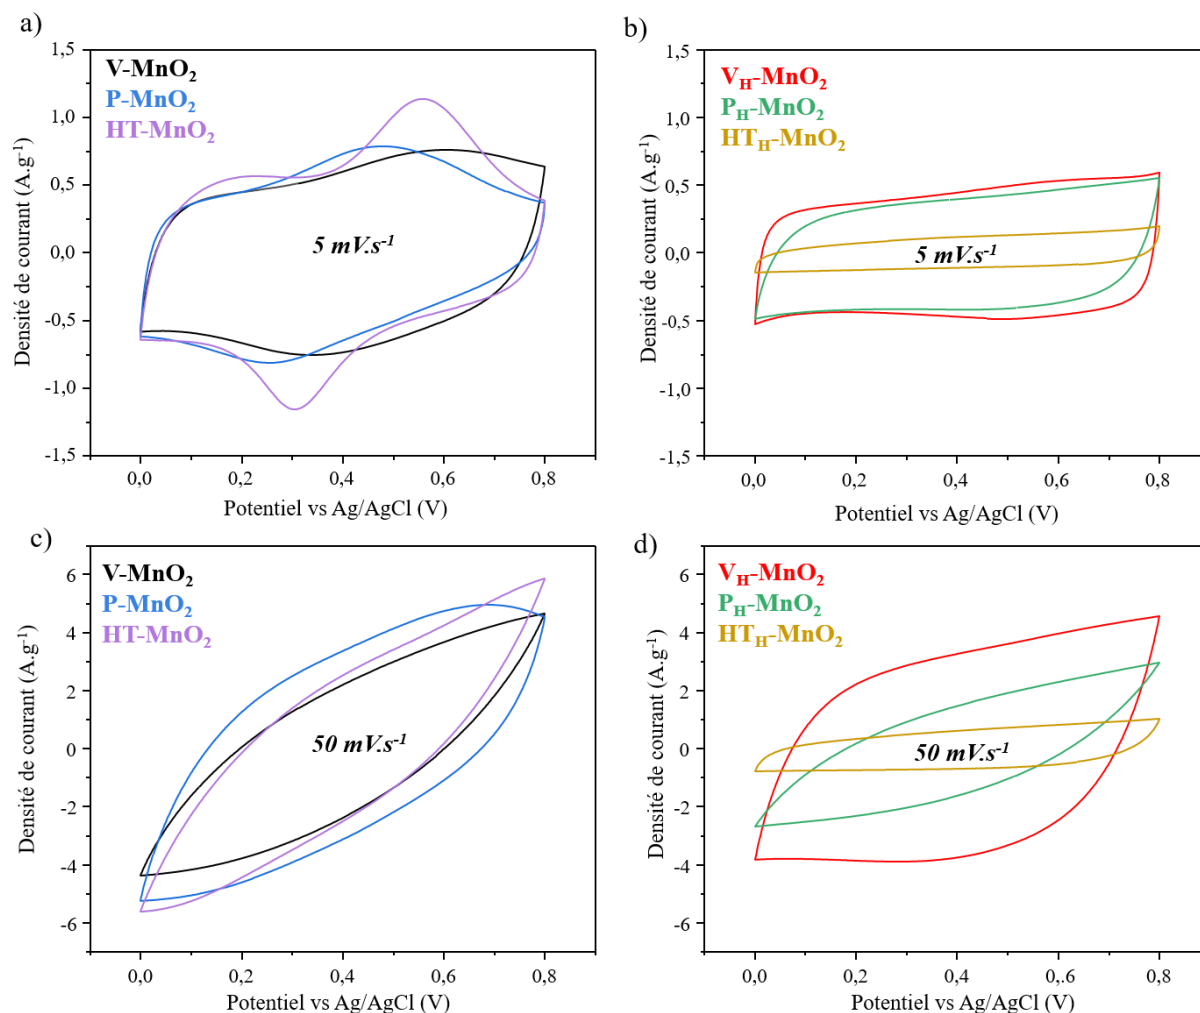 a)
1,5
1,0
0,5
0,0
-0,5
-1,0
-1,5
Densité de courant (A.g-1)
V-MnO2
P-MnO2
HT-MnO2
5 mV.s-1
0,0 0,2 0,4 0,6 0,8
Potentiel vs Ag/AgCl (V)
b)
1,5
1,0
0,5
0,0
-0,5
-1,0
-1,5
Densité de courant (A.g-1)
VH-MnO2
PH-MnO2
HTH-MnO2
5 mV.s-1
0,0 0,2 0,4 0,6 0,8
Potentiel vs Ag/AgCl (V)
c)
6
4
2
0
-2
-4
-6
Densité de courant (A.g-1)
V-MnO2
P-MnO2
HT-MnO2
50 mV.s-1
0,0 0,2 0,4 0,6 0,8
Potentiel vs Ag/AgCl (V)
d)
6
4
2
0
-2
-4
-6
Densité de courant (A.g-1)
VH-MnO2
PH-MnO2
HTH-MnO2
50 mV.s-1
0,0 0,2 0,4 0,6 0,8
Potentiel vs Ag/AgCl (V)